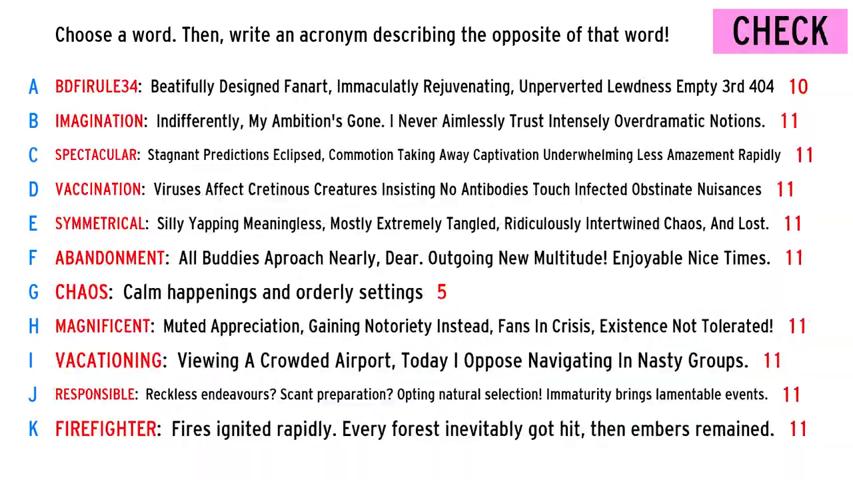 Choose a word. Then, write an acronym describing the opposite of that word!
CHECK
A BDFIRULE34: Beatifully Designed Fanart, Immaculatly Rejuvenating, Unperverted Lewdness Empty 3rd 404 10
B IMAGINATION: Indifferently, My Ambition's Gone. I Never Aimlessly Trust Intensely Overdramatic Notions. 11
C SPECTACULAR: Stagnant Predictions Eclipsed, Commotion Taking Away Captivation Underwhelming Less Amazement Rapidly 11
D VACCINATION: Viruses Affect Cretinous Creatures Insisting No Antibodies Touch Infected Obstinate Nuisances 11
E SYMMETRICAL: Silly Yapping Meaningless, Mostly Extremely Tangled, Ridiculously Intertwined Chaos, And Lost. 11
F ABANDONMENT: All Buddies Aproach Nearly, Dear. Outgoing New Multitude! Enjoyable Nice Times. 11
G CHAOS: Calm happenings and orderly settings 5
H MAGNIFICENT: Muted Appreciation, Gaining Notoriety Instead, Fans In Crisis, Existence Not Tolerated! 11
I VACATIONING: Viewing A Crowded Airport, Today I Oppose Navigating In Nasty Groups. 11
J RESPONSIBLE: Reckless endeavours? Scant preparation? Opting natural selection! Immaturity brings lamentable events. 11
K FIREFIGHTER: Fires ignited rapidly. Every forest inevitably got hit, then embers remained. 11